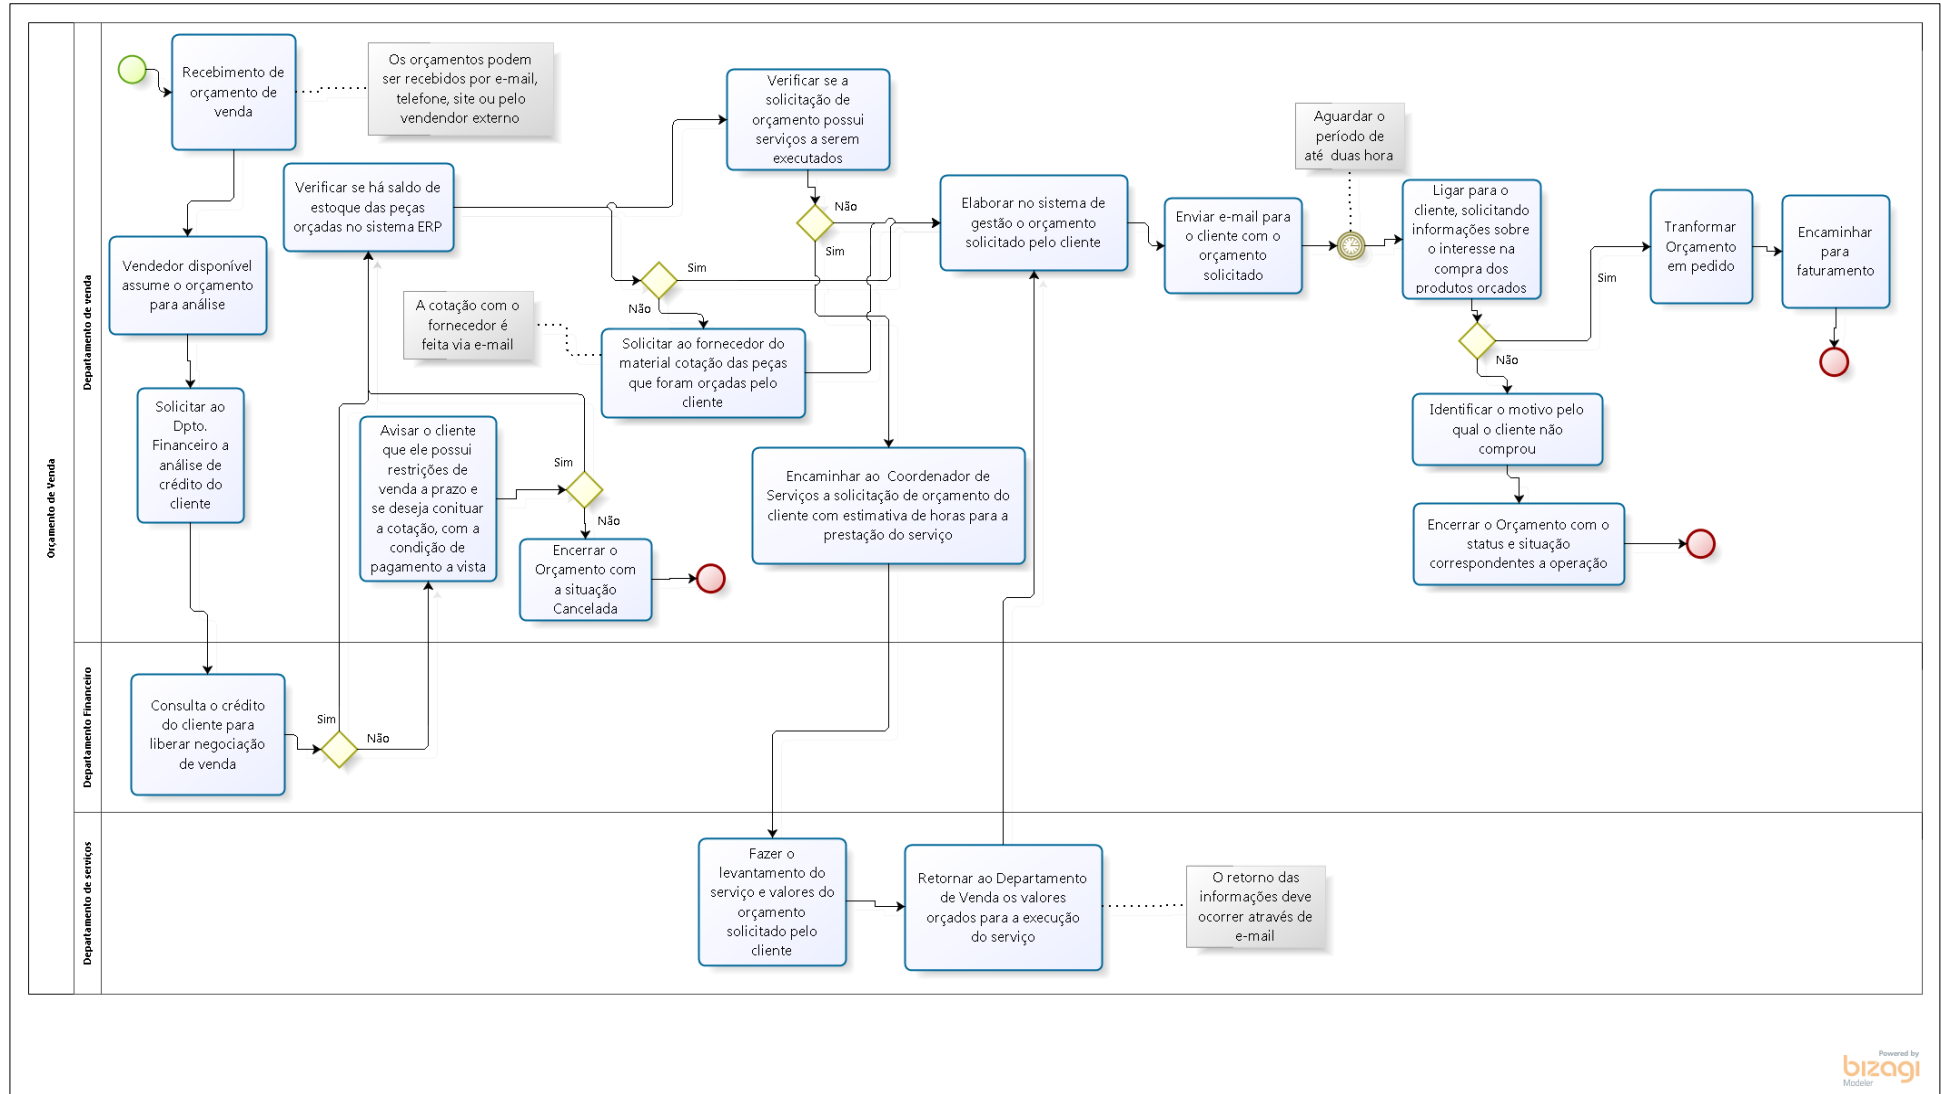 Orçamento de Venda
Departamento de venda
Recebimento de
orçamento de
venda
Os orçamentos podem
ser recebidos por e-mail,
telefone, site ou pelo
vendendor externo
Vendedor disponível
assume o orçamento
para análise
Solicitar ao
Dpto.
Financeiro a
análise de
crédito do
cliente
Verificar se há saldo de
estoque das peças
orçadas no sistema ERP
Avisar o cliente
que ele possui
restrições de
venda a prazo e
se deseja conituar
a cotação, com a
condição de
pagamento a vista
Sim
Não
Encerrar o
Orçamento com
a situação
Cancelada
A cotação com o
fornecedor é
feita via e-mail
Sim
Não
Solicitar ao fornecedor do
material cotação das peças
que foram orçadas pelo
cliente
Verificar se a
solicitação de
orçamento possui
serviços a serem
executados
Não
Sim
Encaminhar ao  Coordenador de
Serviços a solicitação de orçamento do
cliente com estimativa de horas para a
prestação do serviço
Elaborar no sistema de
gestão o orçamento
solicitado pelo cliente
Enviar e-mail para
o cliente com o
orçamento
solicitado
Aguardar o
período de
até  duas hora
Ligar para o
cliente, solicitando
informações sobre
o interesse na
compra dos
produtos orçados
Sim
Não
Tranformar
Orçamento
em pedido
Encaminhar
para
faturamento
Identificar o motivo pelo
qual o cliente não
comprou
Encerrar o Orçamento com o
status e situação
correspondentes a operação
Departamento Financeiro
Consulta o crédito
do cliente para
liberar negociação
de venda
Sim
Não
Departamento de serviços
Fazer o
levantamento do
serviço e valores do
orçamento
solicitado pelo
cliente
Retornar ao Departamento
de Venda os valores
orçados para a execução
do serviço
O retorno das
informações deve
ocorrer através de
e-mail
Powered by
bizagi
Modeler